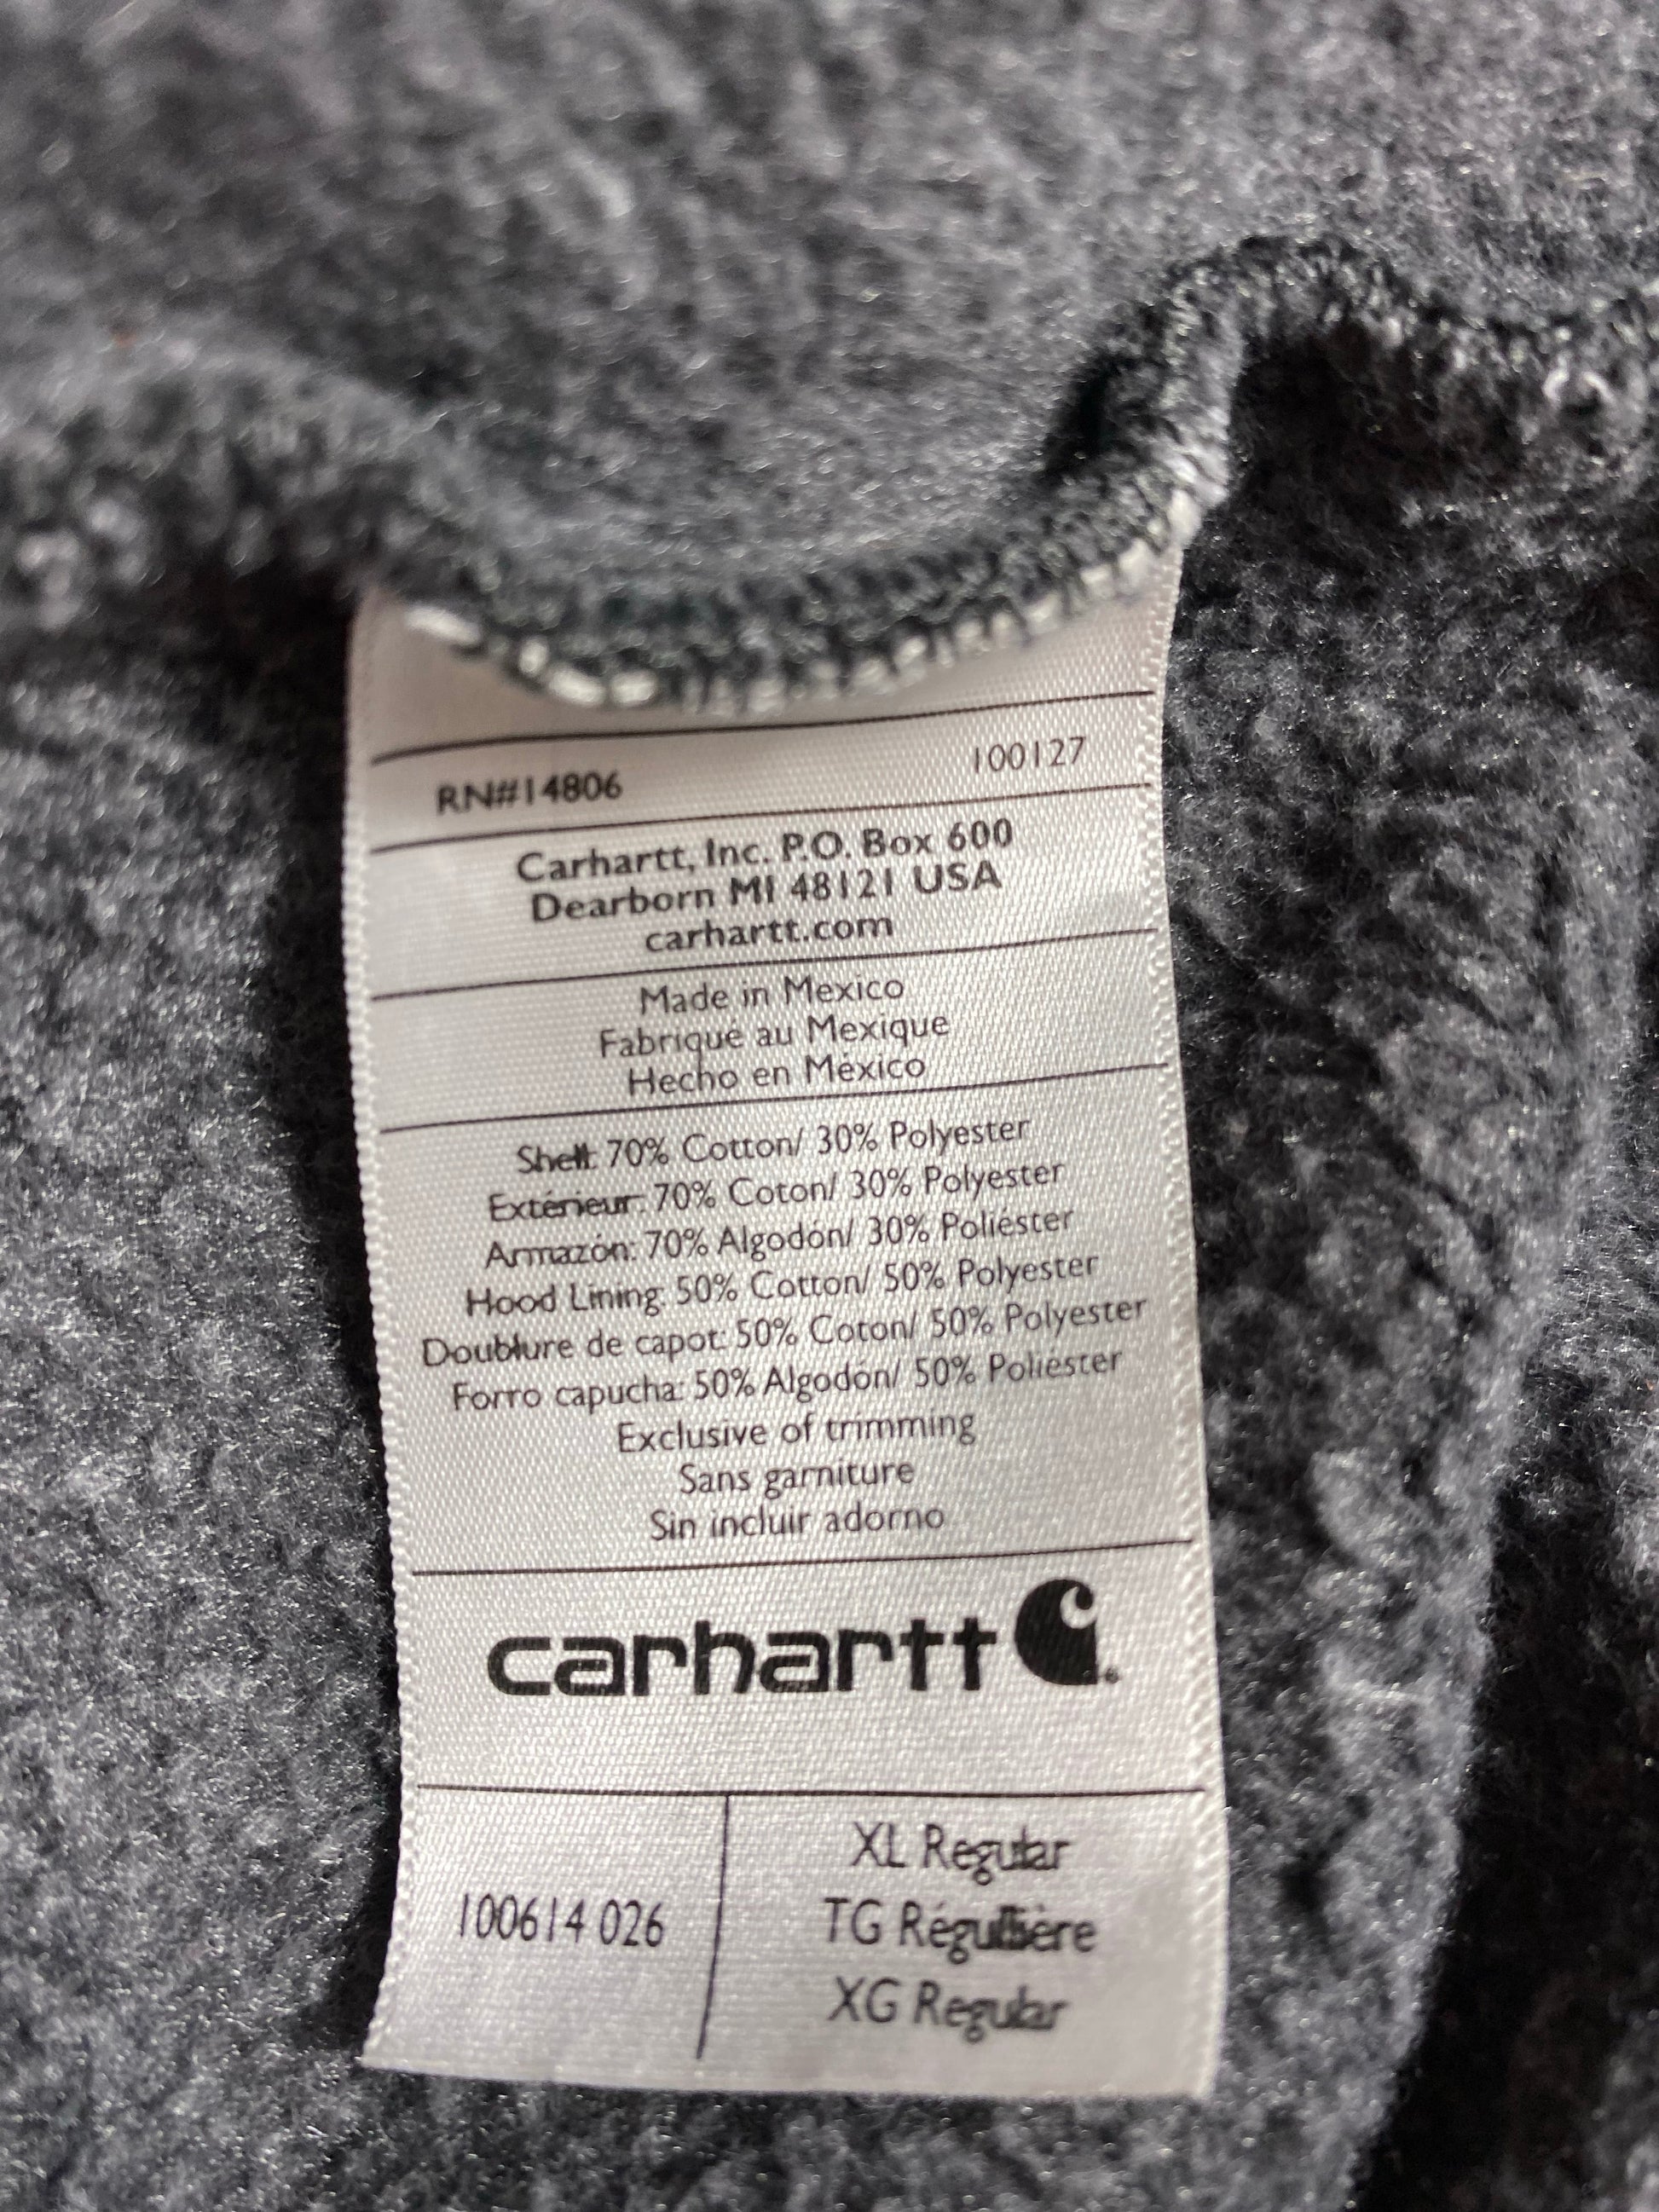 RN#14806 100127
Carhartt, Inc. P.O. Box 600
Dearborn MI 48121 USA
carhartt.com
Made in Mexico
Fabriqué au Mexique
Hecho en México
Shell: 70% Cotton/ 30% Polyester
Extérieur: 70% Coton/ 30% Polyester
Armazón: 70% Algodón/ 30% Poliéster
Hood Lining: 50% Cotton/ 50% Polyester
Doublure de capot: 50% Coton/ 50% Polyester
Forro capucha: 50% Algodón/ 50% Poliéster
Exclusive of trimming
Sans garniture
Sin incluir adorno
carhartt
100614 026
XL Regular
TG Régulière
XG Regular